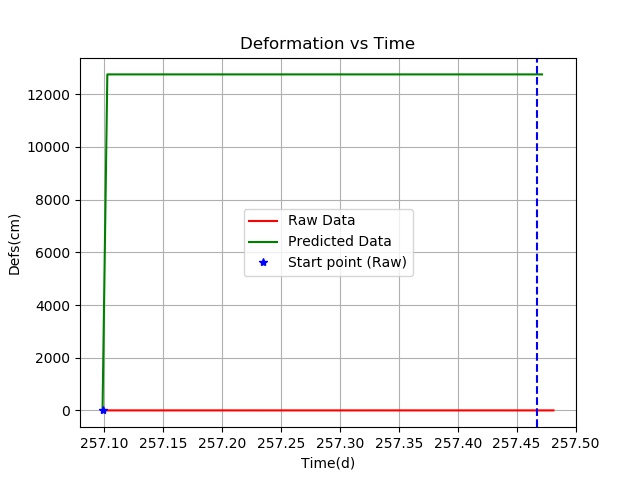 Deformation vs Time
Defs(cm)
12000
10000
8000
6000
4000
2000
0
Raw Data
Predicted Data
Start point (Raw)
257.10 257.15 257.20 257.25 257.30 257.35 257.40 257.45 257.50
Time(d)